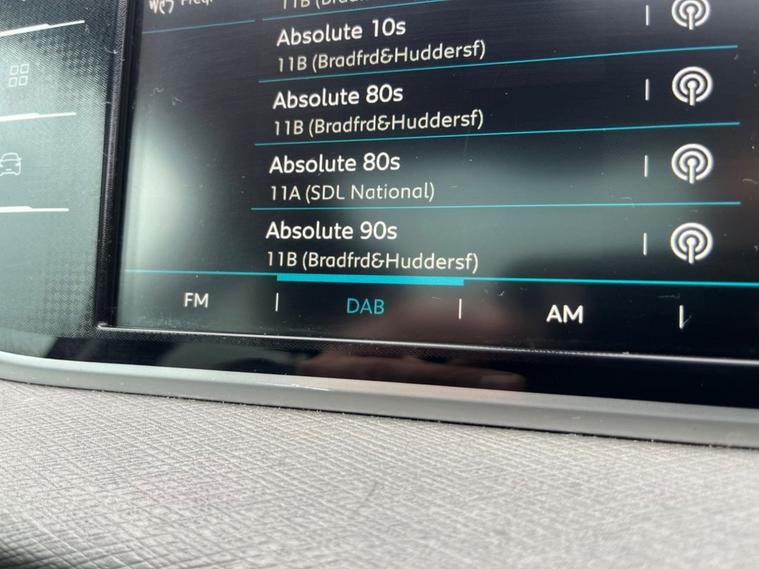 Absolute 10s
11B (Bradfrd&Huddersf)
Absolute 80s
11B (Bradfrd&Huddersf)
Absolute 80s
11A (SDL National)
Absolute 90s
11B (Bradfrd&Huddersf)
FM
DAB
AM